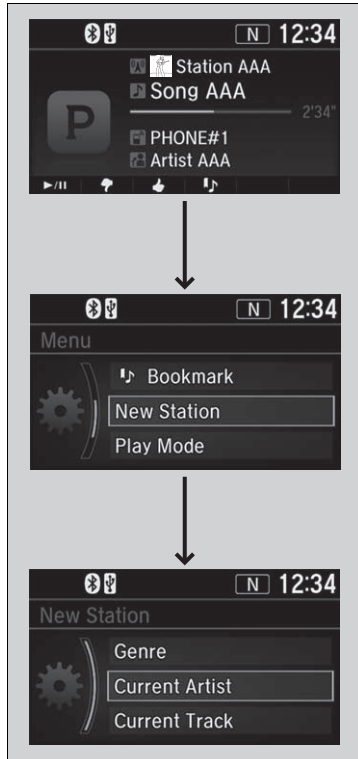 N 12:34
Station AAA
Song AAA
P
2'34"
PHONE#1
Artist AAA
►/II
N 12:34
Menu
Bookmark
New Station
Play Mode
N 12:34
New Station
Genre
Current Artist
Current Track